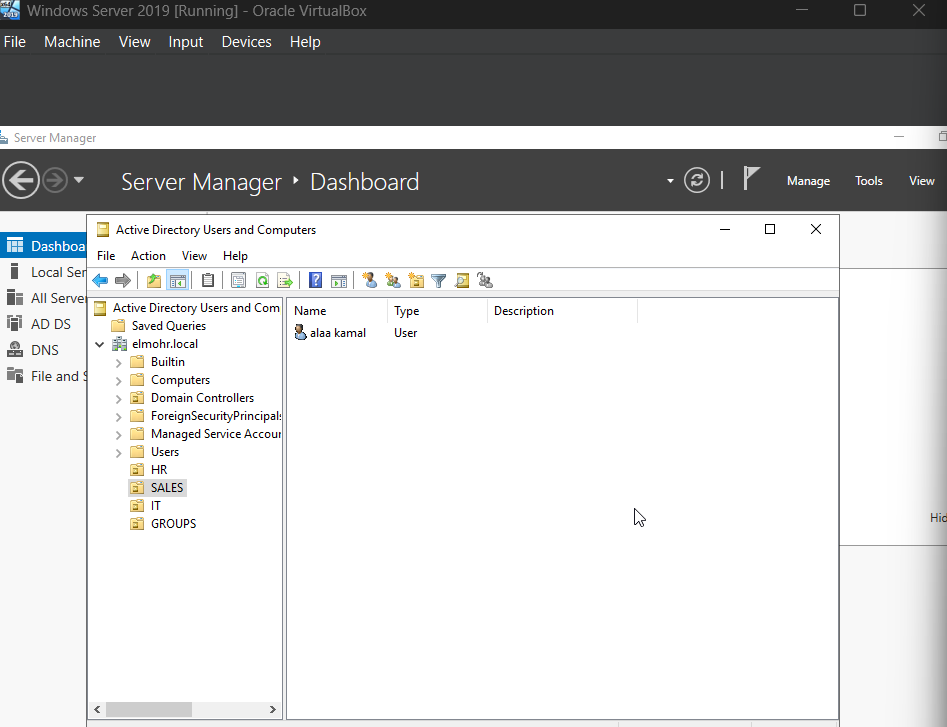 Windows Server 2019 [Running] - Oracle VirtualBox
File Machine View Input Devices Help
Server Manager
Server Manager ‣ Dashboard
Manage Tools View
Active Directory Users and Computers
File Action View Help
Dashboa
Local Ser
All Server
AD DS
DNS
File and S
Active Directory Users and Com
Saved Queries
elmohr.local
Builtin
Computers
Domain Controllers
ForeignSecurityPrincipals
Managed Service Accour
Users
HR
SALES
IT
GROUPS
Name Type Description
alaa kamal User
Hid